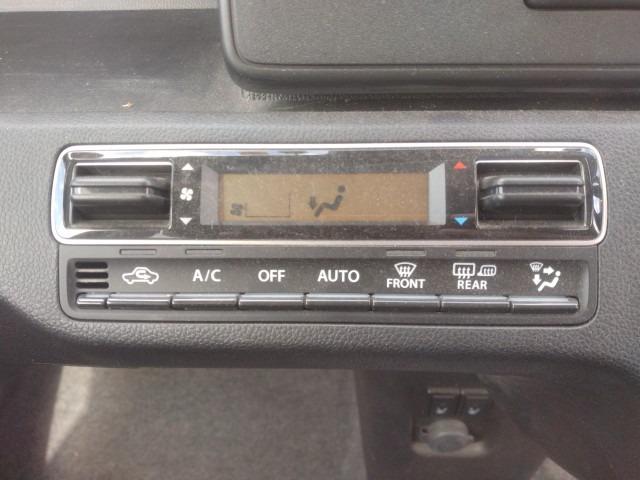 A/C OFF AUTO FRONT REAR